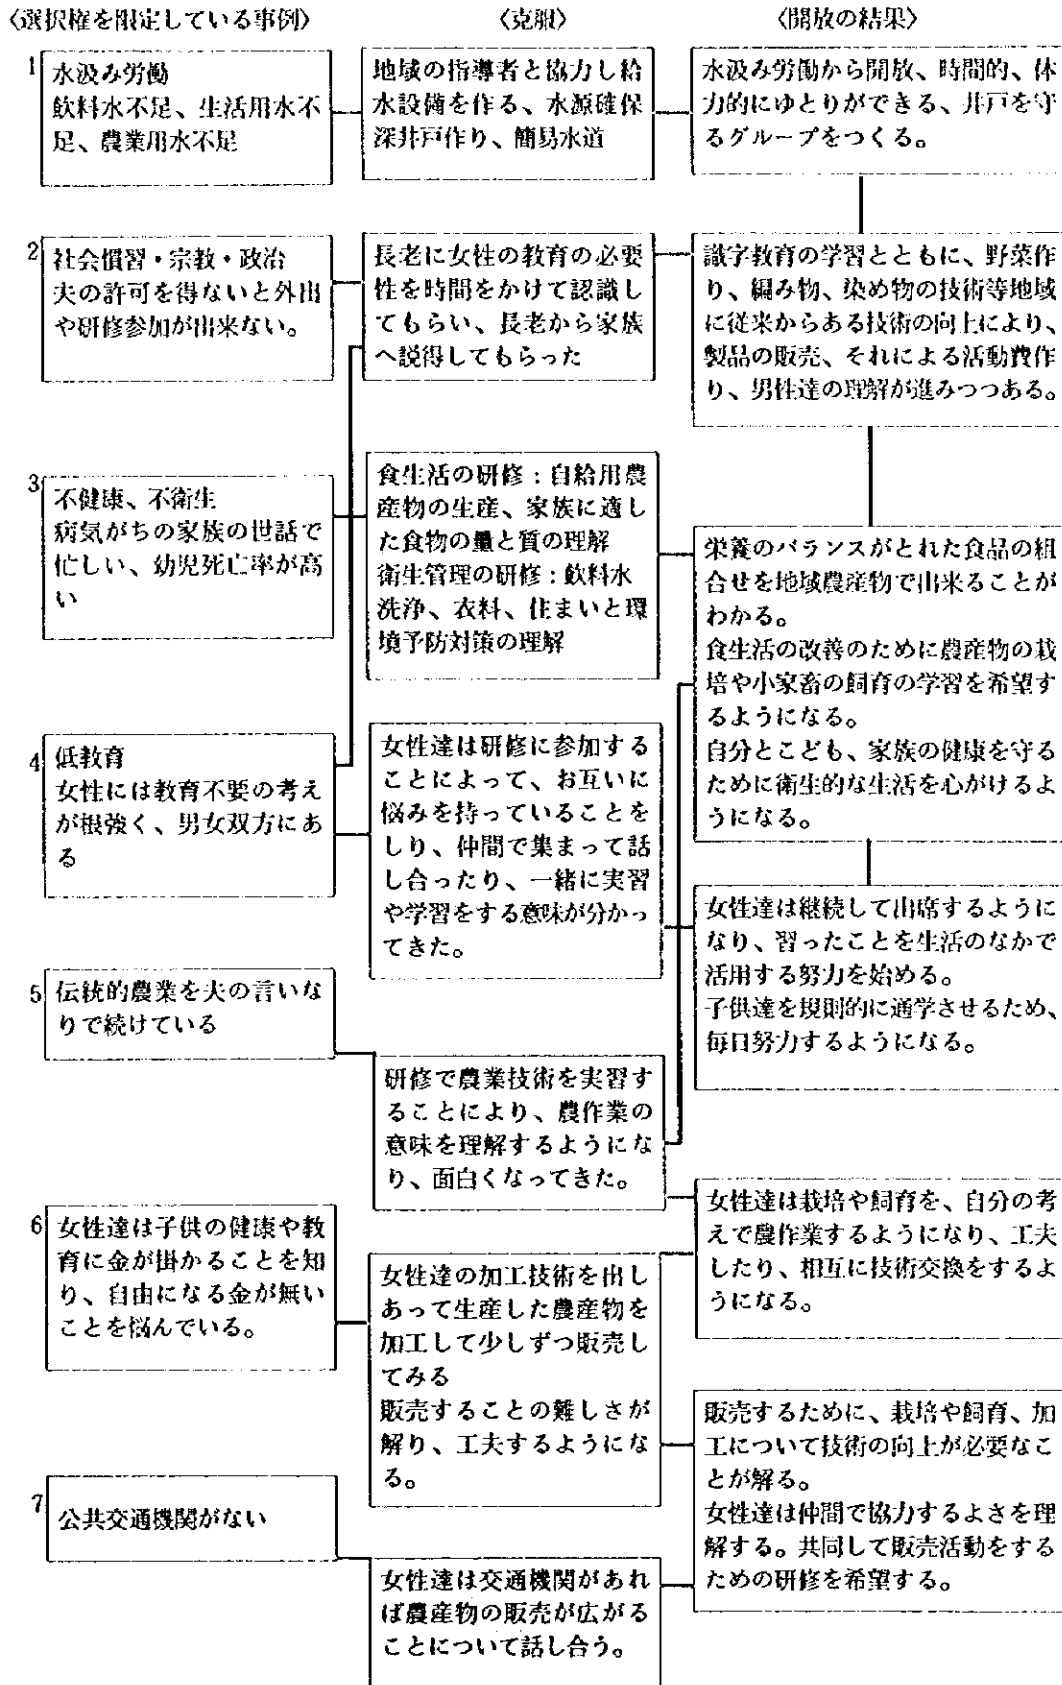 〈選択権を限定している事例〉
〈克服〉
〈開放の結果〉
1
水汲み労働
飲料水不足、生活用水不
足、農業用水不足
地域の指導者と協力し給
水設備を作る、水源確保
深井戸作り、簡易水道
水汲み労働から開放、時間的、体
力的にゆとりができる、井戸を守
るグループをつくる。
2
社会慣習・宗教・政治
夫の許可を得ないと外出
や研修参加が出来ない。
長老に女性の教育の必要
性を時間をかけて認識し
てもらい、長老から家族
へ説得してもらった
識字教育の学習とともに、野菜作
り、編み物、染め物の技術等地域
に従来からある技術の向上により、
製品の販売、それによる活動費作
り、男性達の理解が進みつつある。
3
不健康、不衛生
病気がちの家族の世話で
忙しい、幼児死亡率が高
い
食生活の研修：自給用農
産物の生産、家族に適し
た食物の量と質の理解
衛生管理の研修：飲料水
洗浄、衣料、住まいと環
境予防対策の理解
栄養のバランスがとれた食品の組
合せを地域農産物で出来ることが
わかる。
食生活の改善のために農産物の栽
培や小家畜の飼育の学習を希望す
るようになる。
自分とこども、家族の健康を守る
ために衛生的な生活を心がけるよ
うになる。
4
低教育
女性には教育不要の考え
が根強く、男女双方にあ
る
女性達は研修に参加する
ことによって、お互いに
悩みを持っていることを
しり、仲間で集まって話
し合ったり、一緒に実習
や学習をする意味が分かっ
てきた。
女性達は継続して出席するように
なり、習ったことを生活のなかで
活用する努力を始める。
子供達を規則的に通学させるため、
毎日努力するようになる。
5
伝統的農業を夫の言いな
りで続けている
研修で農業技術を実習す
ることにより、農作業の
意味を理解するようにな
り、面白くなってきた。
女性達は栽培や飼育を、自分の考
えで農作業するようになり、工夫
したり、相互に技術交換をするよ
うになる。
6
女性達は子供の健康や教
育に金が掛かることを知
り、自由になる金が無い
ことを悩んでいる。
女性達の加工技術を出し
あって生産した農産物を
加工して少しずつ販売し
てみる
販売することの難しさが
解り、工夫するようにな
る。
販売するために、栽培や飼育、加
工について技術の向上が必要なこ
とが解る。
女性達は仲間で協力するよさを理
解する。共同して販売活動をする
ための研修を希望する。
7
公共交通機関がない
女性達は交通機関があれ
ば農産物の販売が広がる
ことについて話し合う。